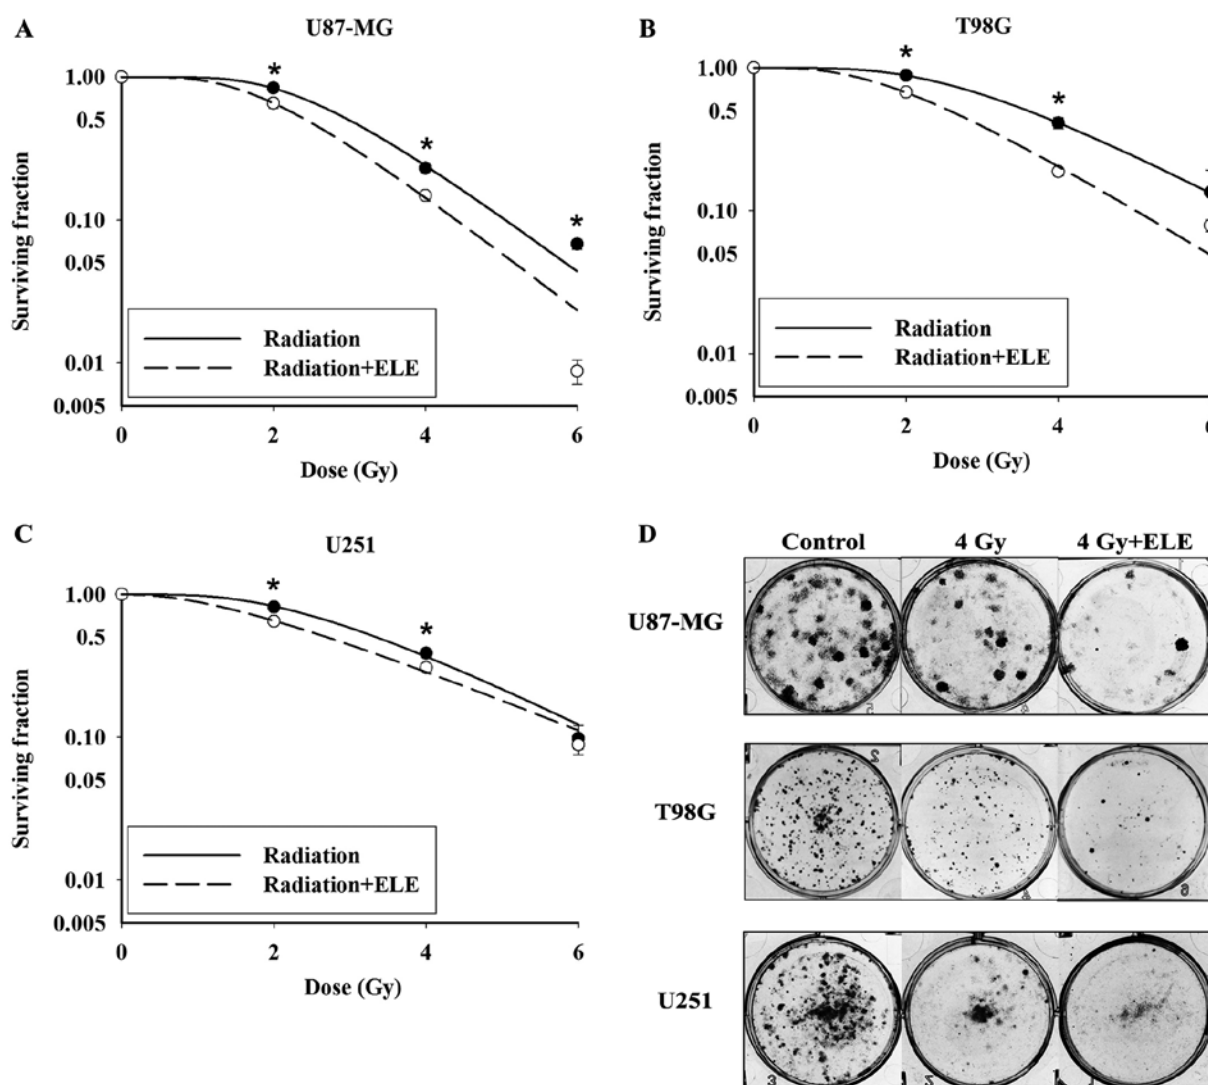 A
U87-MG
*
*
*
1.00
0.5
0.10
0.05
0.01
0.005
Surviving fraction
Radiation
Radiation+ELE
0
2
4
6
Dose (Gy)
B
T98G
*
*
1.00
0.5
0.10
0.05
0.01
0.005
Surviving fraction
Radiation
Radiation+ELE
0
2
4
Dose (Gy)
C
U251
*
*
1.00
0.5
0.10
0.05
0.01
0.005
Surviving fraction
Radiation
Radiation+ELE
0
2
4
6
Dose (Gy)
D
Control 4 Gy 4 Gy+ELE
U87-MG
T98G
U251